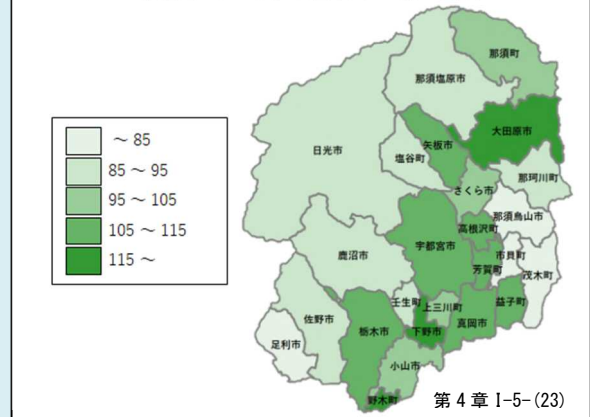 ～85
85～95
95～105
105～115
115～
那須町
那須塩原市
大田原市
矢板市
日光市
塩谷町
那珂川町
さくら市
那須烏山市
高根沢町
宇都宮市
鹿沼市
市貝町
芳賀町
茂木町
壬生町
上三川町
益子町
佐野市
真岡市
栃木市
下野市
足利市
小山市
野木町
第4章Ⅰ-5-(23)